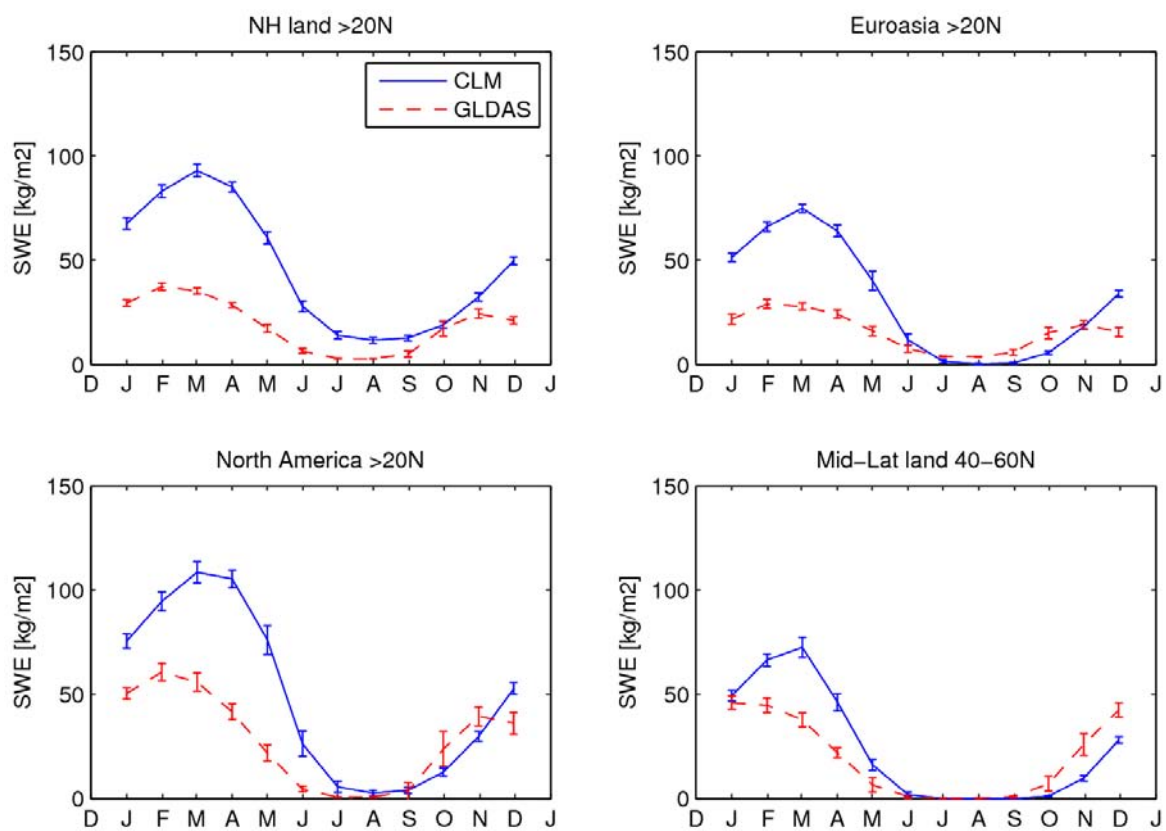 NH land >20N
150
100
50
0
SWE [kg/m2]
CLM
GLDAS
D J F M A M J J A S O N D J
Euroasia >20N
150
100
50
0
SWE [kg/m2]
D J F M A M J J A S O N D J
North America >20N
150
100
50
0
SWE [kg/m2]
D J F M A M J J A S O N D J
Mid-Lat land 40-60N
150
100
50
0
SWE [kg/m2]
D J F M A M J J A S O N D J